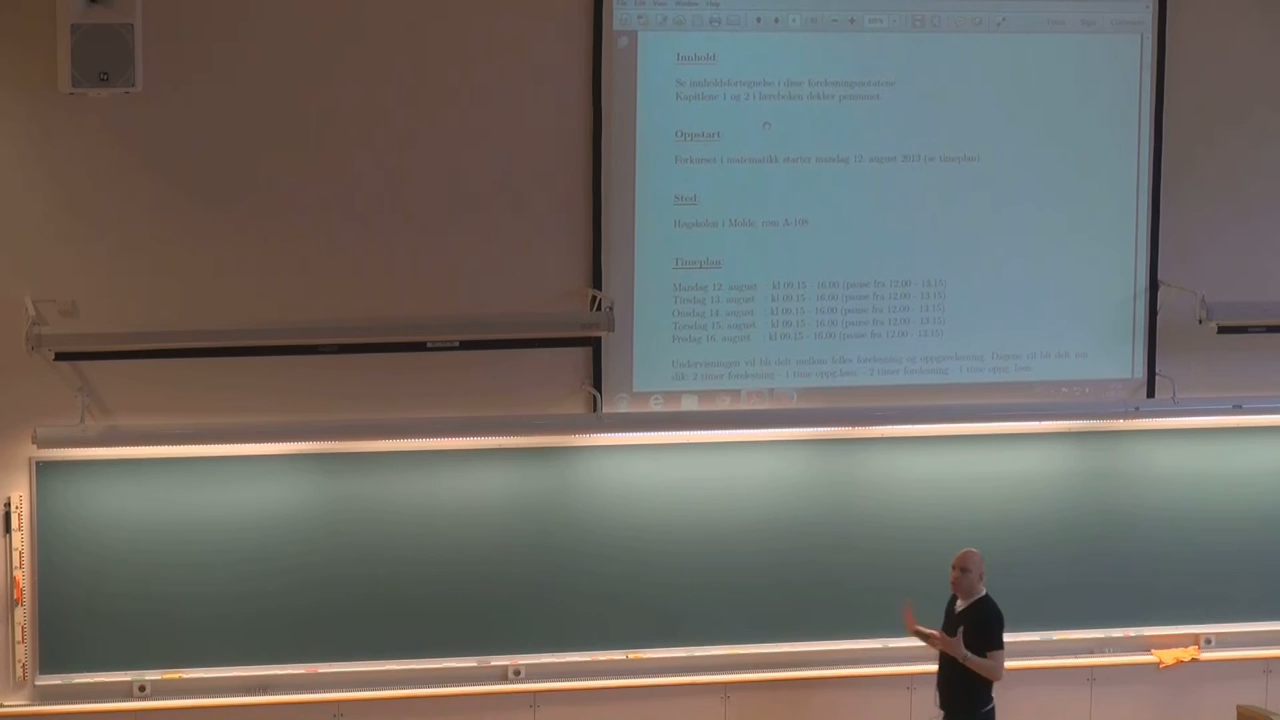 File Edit View Window Help
Innhold:
Se innholdsfortegnelse i disse forelesningsnotatene
Kapitlene 1 og 2 i læreboken dekker pensumet.
Oppstart:
Forkurset i matematikk starter mandag 12. august 2013 (se timeplan).
Sted:
Høgskolen i Molde, rom A-108
Timeplan:
Mandag 12. august : kl 09.15 - 16.00 (pause fra 12.00 - 13.15)
Tirsdag 13. august : kl 09.15 - 16.00 (pause fra 12.00 - 13.15)
Onsdag 14. august : kl 09.15 - 16.00 (pause fra 12.00 - 13.15)
Torsdag 15. august : kl 09.15 - 16.00 (pause fra 12.00 - 13.15)
Fredag 16. august : kl 09.15 - 16.00 (pause fra 12.00 - 13.15)
Undervisningen vil bli delt mellom felles forelesning og oppgaveløsning. Dagene vil bli delt inn
slik: 2 timer forelesning - 1 time oppg.løsn. - 2 timer forelesning - 1 time oppg. løsn.